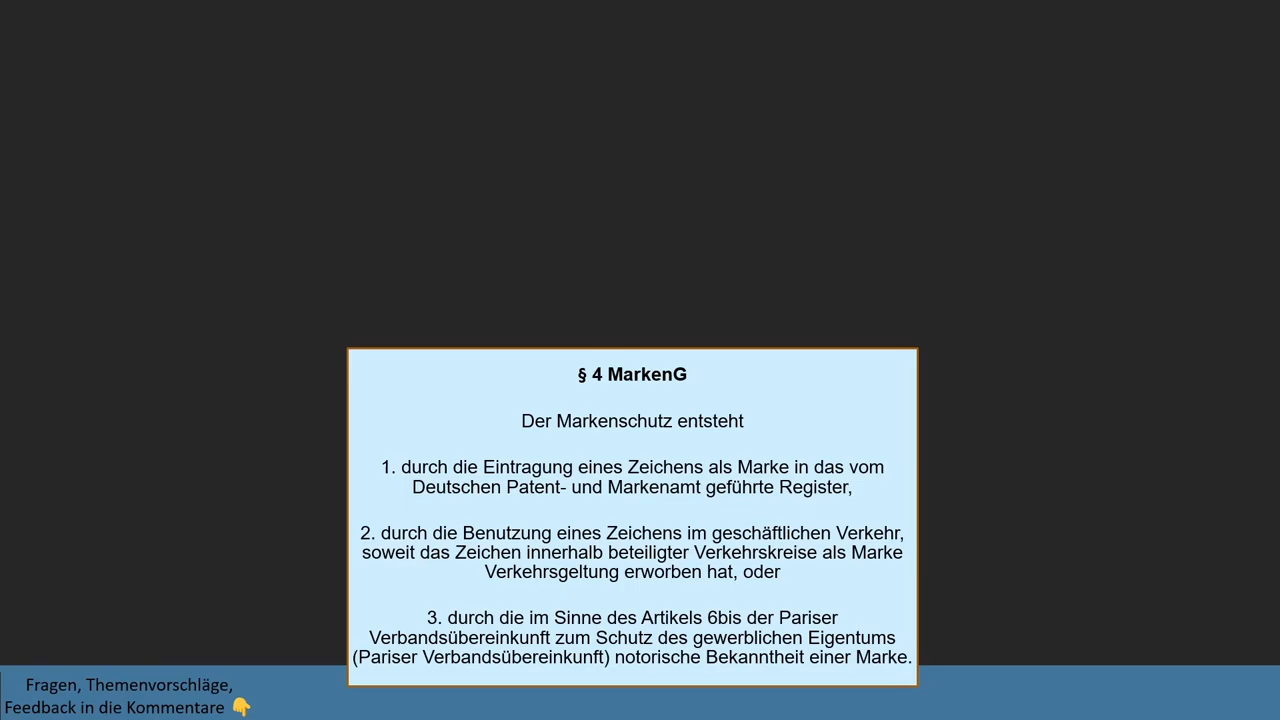 § 4 MarkenG
Der Markenschutz entsteht
1. durch die Eintragung eines Zeichens als Marke in das vom
Deutschen Patent- und Markenamt geführte Register,
2. durch die Benutzung eines Zeichens im geschäftlichen Verkehr,
soweit das Zeichen innerhalb beteiligter Verkehrskreise als Marke
Verkehrsgeltung erworben hat, oder
3. durch die im Sinne des Artikels 6bis der Pariser
Verbandsübereinkunft zum Schutz des gewerblichen Eigentums
(Pariser Verbandsübereinkunft) notorische Bekanntheit einer Marke.
Fragen, Themenvorschläge,
Feedback in die Kommentare 👇